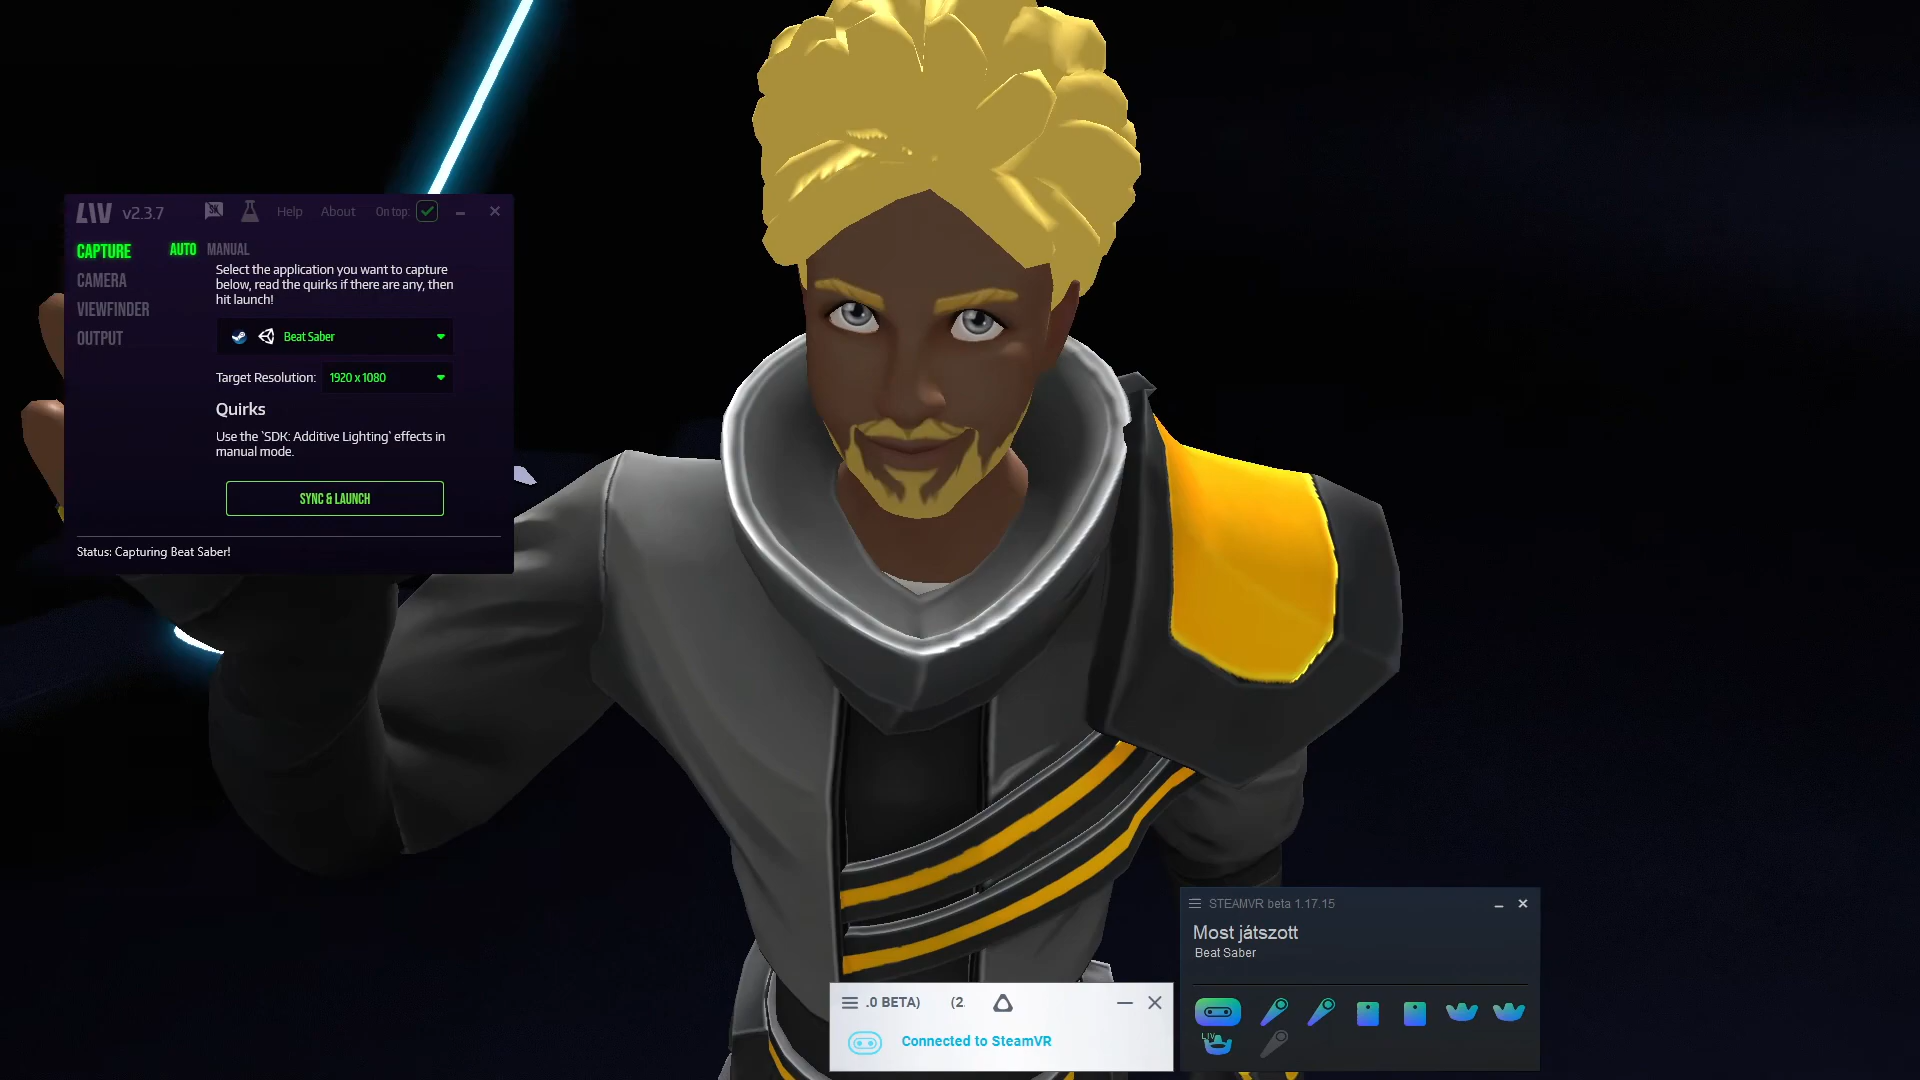 LIV v2.3.7 Help About On top:
CAPTURE
CAMERA
VIEWFINDER
OUTPUT
AUTO MANUAL
Select the application you want to capture
below, read the quirks if there are any, then
hit launch!
Beat Saber
Target Resolution: 1920 x 1080
Quirks
Use the `SDK: Additive Lighting` effects in
manual mode.
SYNC & LAUNCH
Status: Capturing Beat Saber!
.0 BETA) (2.
Connected to SteamVR
STEAMVR beta 1.17.15
Most játszott
Beat Saber
LIV